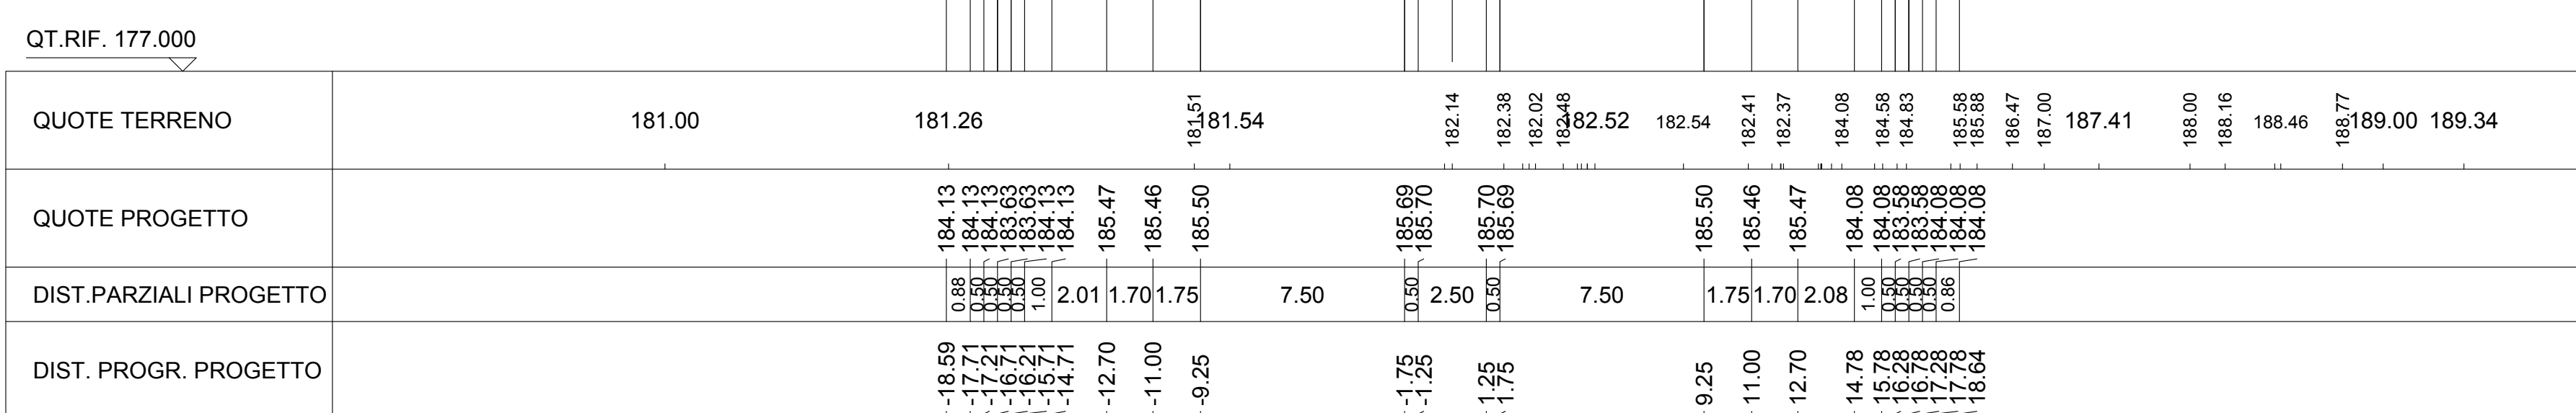 QT.RIF. 177.000
QUOTE TERRENO 181.00 181.26 181.51 181.54 182.14 182.38 182.02 182.48 182.52 182.54 182.41 182.37 184.08 184.58 184.83 185.58 185.88 186.47 187.00 187.41 188.00 188.16 188.46 188.77 189.00 189.34
QUOTE PROGETTO 184.13 184.13 184.13 183.63 183.63 184.13 184.13 185.47 185.46 185.50 185.69 185.70 185.70 185.69 185.50 185.46 185.47 184.08 184.08 183.58 183.58 184.08 184.08 184.08
DIST.PARZIALI PROGETTO 0.88 0.50 0.50 0.50 0.50 1.00 2.01 1.70 1.75 7.50 0.50 2.50 0.50 7.50 1.75 1.70 2.08 1.00 0.50 0.50 0.50 0.50 0.86
DIST. PROGR. PROGETTO -18.59 -17.71 -17.21 -16.71 -16.21 -15.71 -14.71 -12.70 -11.00 -9.25 -1.75 -1.25 1.25 1.75 9.25 11.00 12.70 14.78 15.78 16.28 16.78 17.28 17.78 18.64